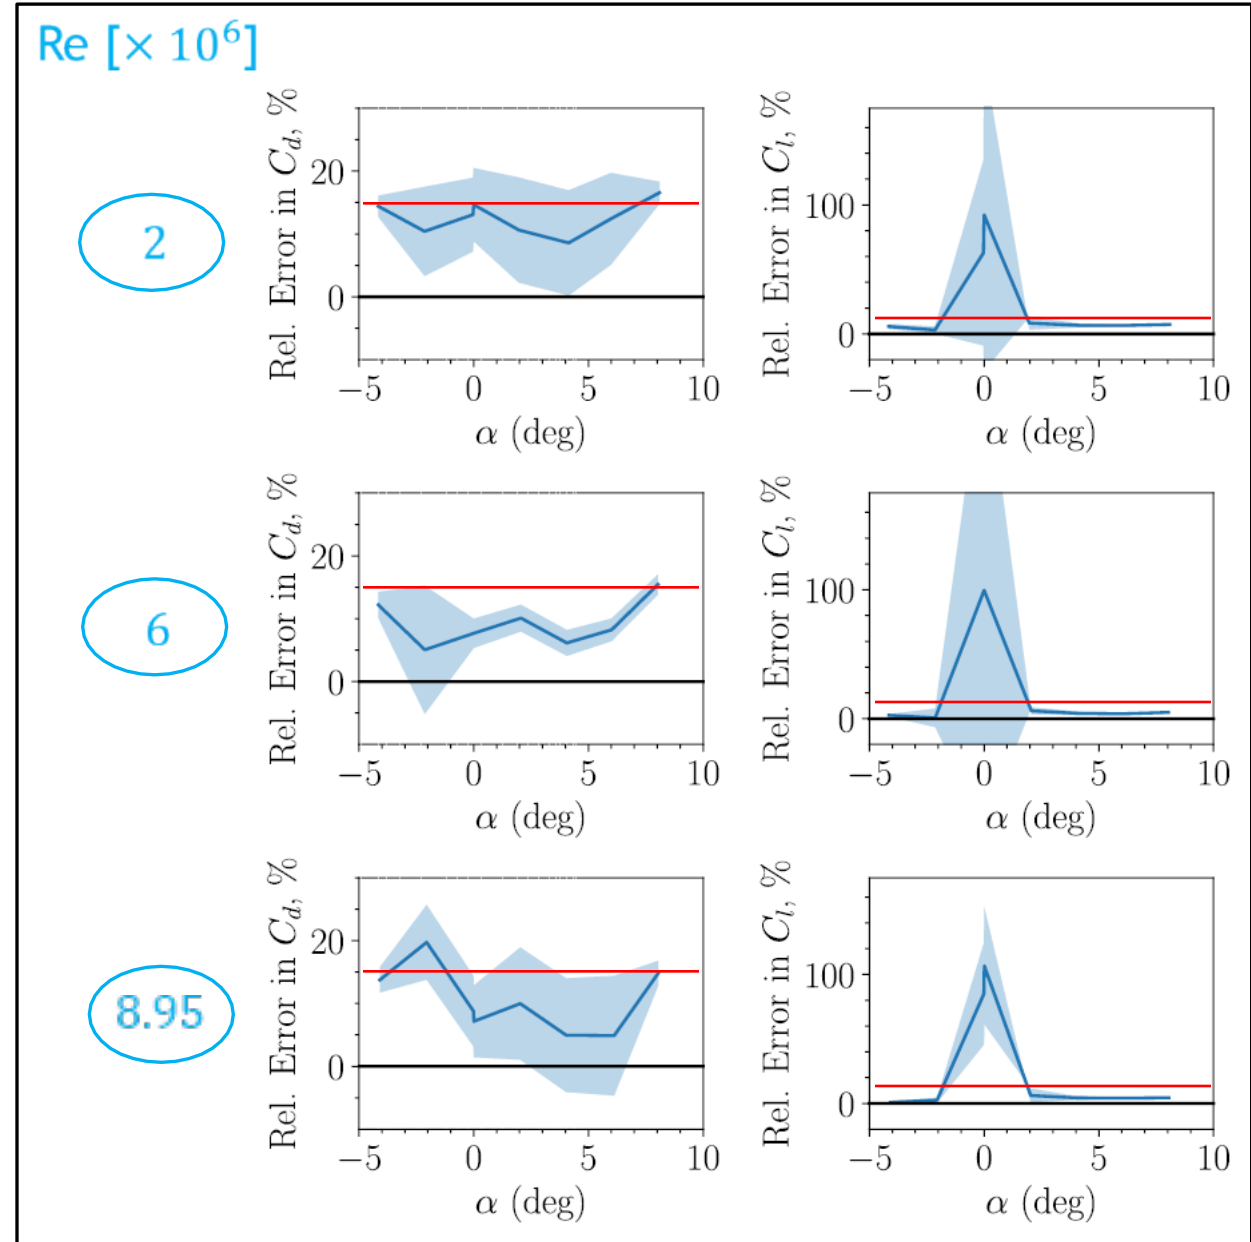 Re [× 10⁶]
2
Rel. Error in C_d, %
20
0
−5 0 5 10
α (deg)
Rel. Error in C_l, %
100
0
−5 0 5 10
α (deg)
6
Rel. Error in C_d, %
20
0
−5 0 5 10
α (deg)
Rel. Error in C_l, %
100
0
−5 0 5 10
α (deg)
8.95
Rel. Error in C_d, %
20
0
−5 0 5 10
α (deg)
Rel. Error in C_l, %
100
0
−5 0 5 10
α (deg)